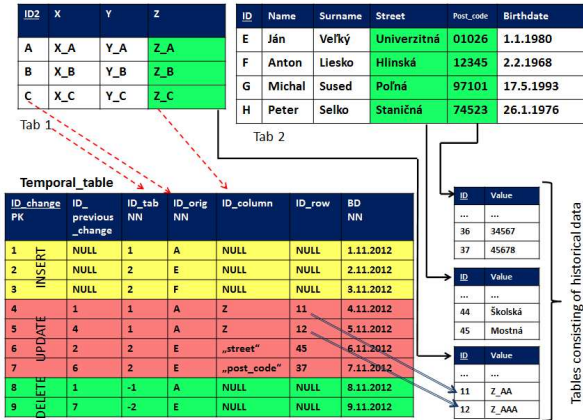 ID2 X Y Z
A X_A Y_A Z_A
B X_B Y_B Z_B
C X_C Y_C Z_C
Tab 1
ID Name Surname Street Post_code Birthdate
E Ján Veľký Univerzitná 01026 1.1.1980
F Anton Liesko Hlinská 12345 2.2.1968
G Michal Sused Poľná 97101 17.5.1993
H Peter Selko Staničná 74523 26.1.1976
Tab 2
Temporal_table
ID_change PK ID_previous_change ID_tab NN ID_orig NN ID_column ID_row BD NN
1 NULL 1 A NULL NULL 1.11.2012
2 NULL 2 E NULL NULL 2.11.2012
3 NULL 2 F NULL NULL 3.11.2012
INSERT
4 1 1 A Z 11 4.11.2012
5 4 1 A Z 12 5.11.2012
6 2 2 E „street“ 45 6.11.2012
7 6 2 E „post_code“ 37 7.11.2012
UPDATE
8 1 -1 A NULL NULL 8.11.2012
9 7 -2 E NULL NULL 9.11.2012
DELETE
ID Value
... ...
36 34567
37 45678
ID Value
... ...
44 Školská
45 Mostná
ID Value
... ...
11 Z_AA
12 Z_AAA
Tables consisting of historical data